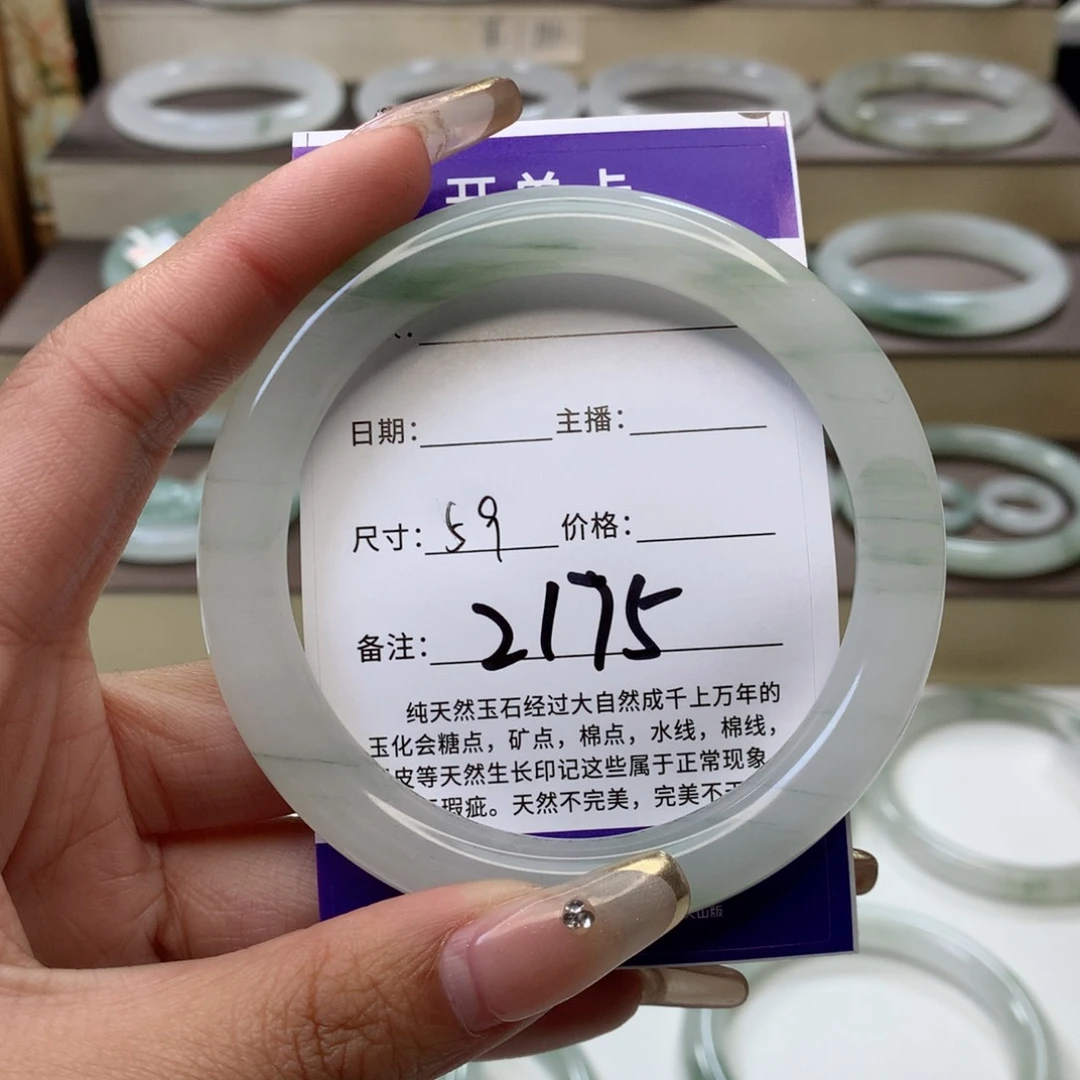 开单卡
日期：主播：
尺寸：59 价格：
备注：2175
纯天然玉石经过大自然成千上万年的
玉化会糖点，矿点，棉点，水线，棉线，
皮等天然生长印记这些属于正常现象
瑕疵。天然不完美，完美不